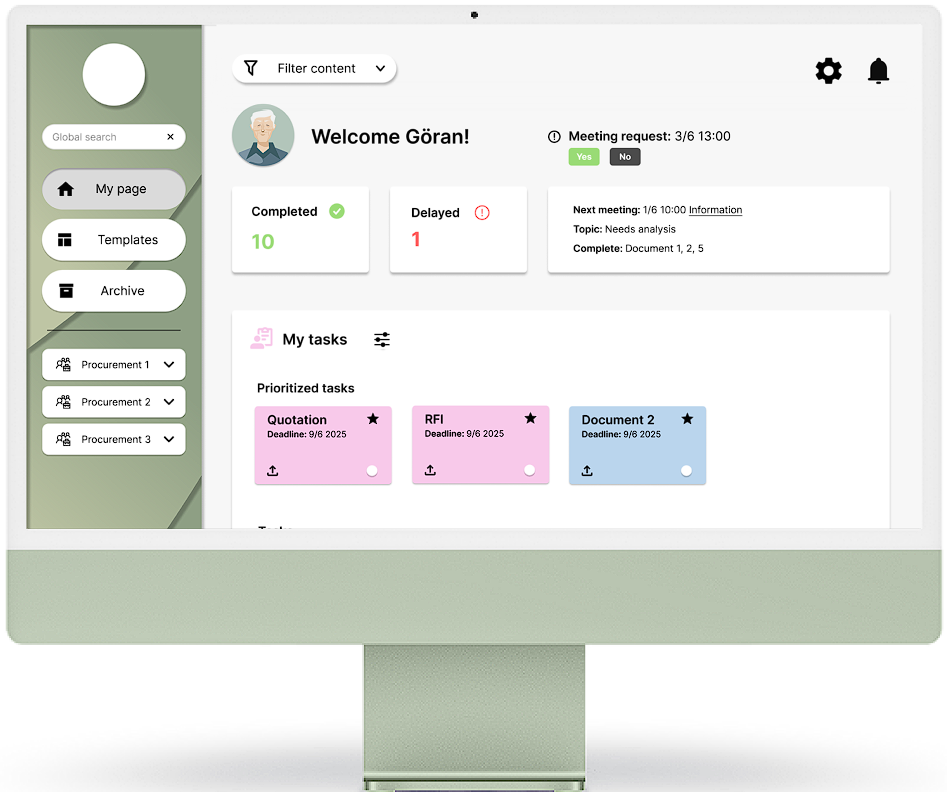 Filter content
Global search
My page
Templates
Archive
Procurement 1
Procurement 2
Procurement 3
Welcome Göran!
Meeting request: 3/6 13:00
Yes
No
Completed
10
Delayed
1
Next meeting: 1/6 10:00 Information
Topic: Needs analysis
Complete: Document 1, 2, 5
My tasks
Prioritized tasks
Quotation
Deadline: 9/6 2025
RFI
Deadline: 9/6 2025
Document 2
Deadline: 9/6 2025